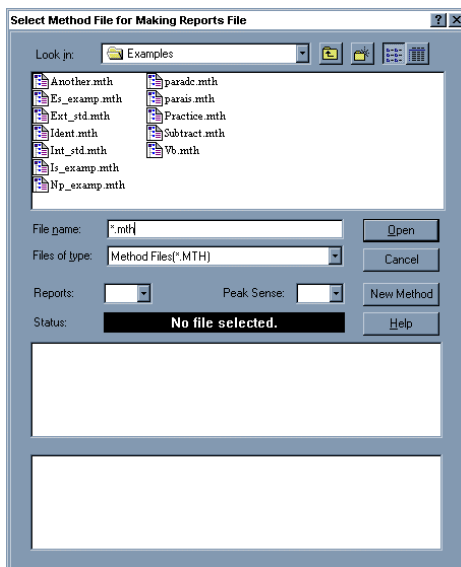 Select Method File for Making Reports File
Look in: Examples
Another.mth paradc.mth
Es_examp.mth parais.mth
Ext_std.mth Practice.mth
Ident.mth Subtract.mth
Int_std.mth Vb.mth
Is_examp.mth
Np_examp.mth
File name: *.mth Open
Files of type: Method Files(*.MTH) Cancel
Reports: Peak Sense: New Method
Status: No file selected. Help